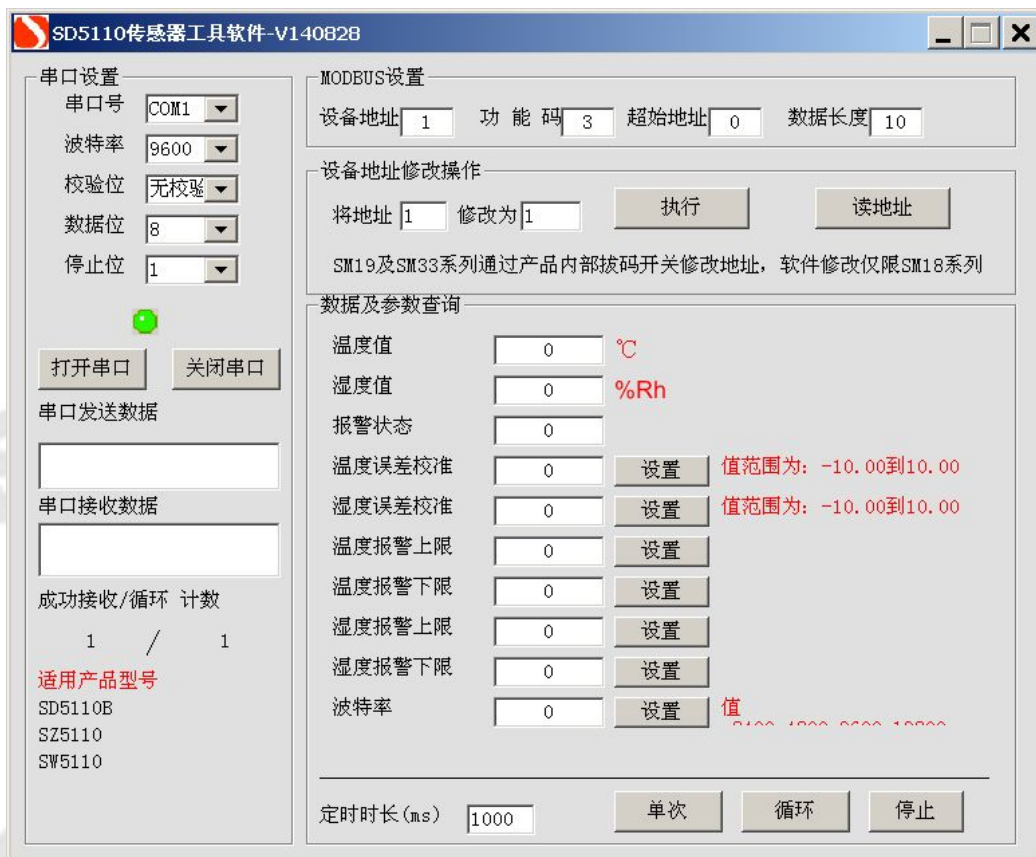 SD5110传感器工具软件-V140828
串口设置
串口号 COM1
波特率 9600
校验位 无校验
数据位 8
停止位 1
打开串口 关闭串口
串口发送数据
串口接收数据
成功接收/循环 计数
1 / 1
适用产品型号
SD5110B
SZ5110
SW5110
MODBUS设置
设备地址 1 功 能 码 3 超始地址 0 数据长度 10
设备地址修改操作
将地址 1 修改为 1 执行 读地址
SM19及SM33系列通过产品内部拔码开关修改地址，软件修改仅限SM18系列
数据及参数查询
温度值 0 ℃
湿度值 0 %Rh
报警状态 0
温度误差校准 0 设置 值范围为：-10.00到10.00
湿度误差校准 0 设置 值范围为：-10.00到10.00
温度报警上限 0 设置
温度报警下限 0 设置
湿度报警上限 0 设置
湿度报警下限 0 设置
波特率 0 设置 值
定时时长(ms) 1000 单次 循环 停止